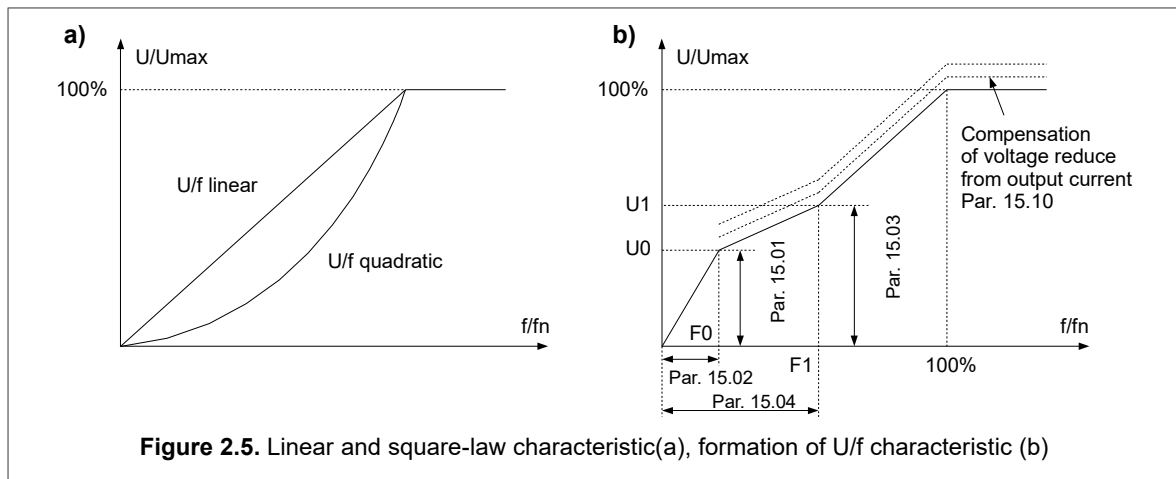 a)
U/Umax
100%
U/f linear
U/f quadratic
f/fn
b)
U/Umax
100%
Compensation
of voltage reduce
from output current
Par. 15.10
U1
U0
Par. 15.01
Par. 15.03
F0
f/fn
F1
100%
Par. 15.02
Par. 15.04
Figure 2.5. Linear and square-law characteristic(a), formation of U/f characteristic (b)